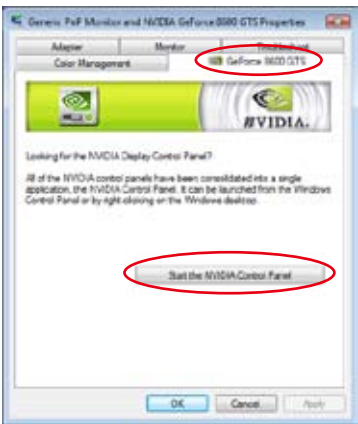 Generic PnP Monitor and NVIDIA GeForce 8600 GTS Properties
Adapter Monitor Troubleshoot
Color Management GeForce 8600 GTS
NVIDIA.
Looking for the NVIDIA Display Control Panel?
All of the NVIDIA control panels have been consolidated into a single
application, the NVIDIA Control Panel. It can be launched from the Windows
Control Panel or by right clicking on the Windows desktop.
Start the NVIDIA Control Panel
OK Cancel Apply